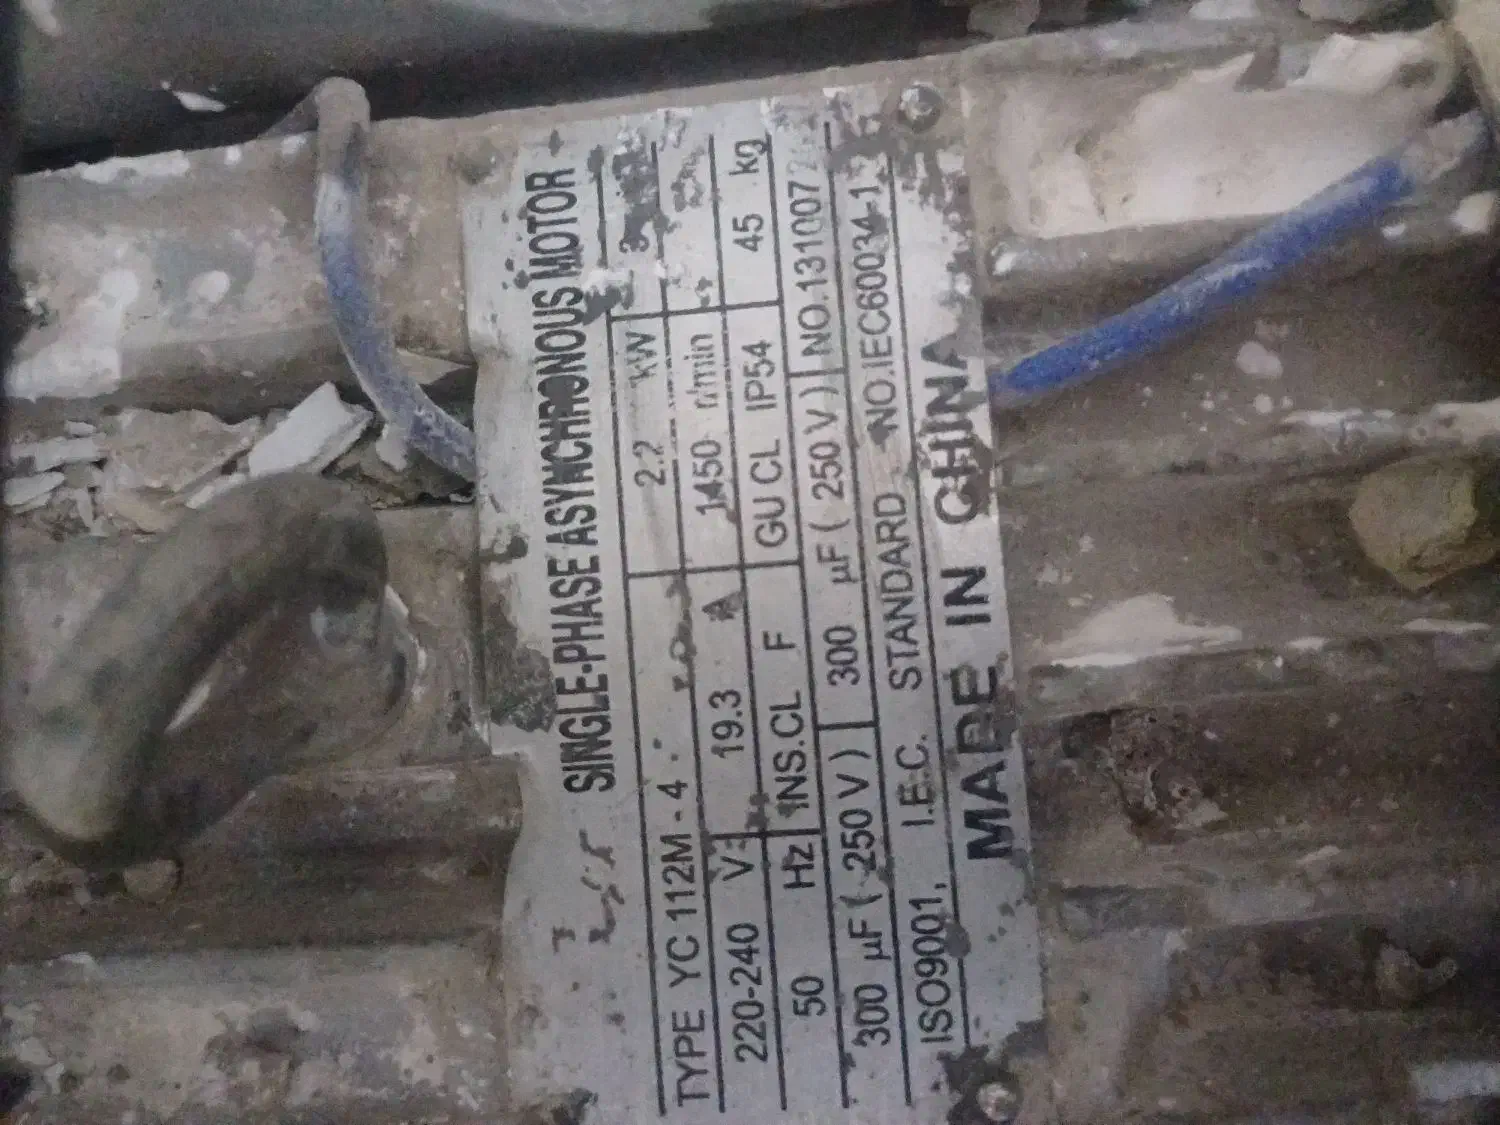 SINGLE-PHASE ASYNCHRONOUS MOTOR
TYPE YC 112M - 4 2.2 kW 3
220-240 V 19.3 A 1450 r/min
50 Hz INS.CL F GU CL IP54 45 kg
300 µF ( 250 V ) 300 µF ( 250 V ) NO.131007
ISO9001, I.E.C. STANDARD NO.IEC60034-1
MADE IN CHINA